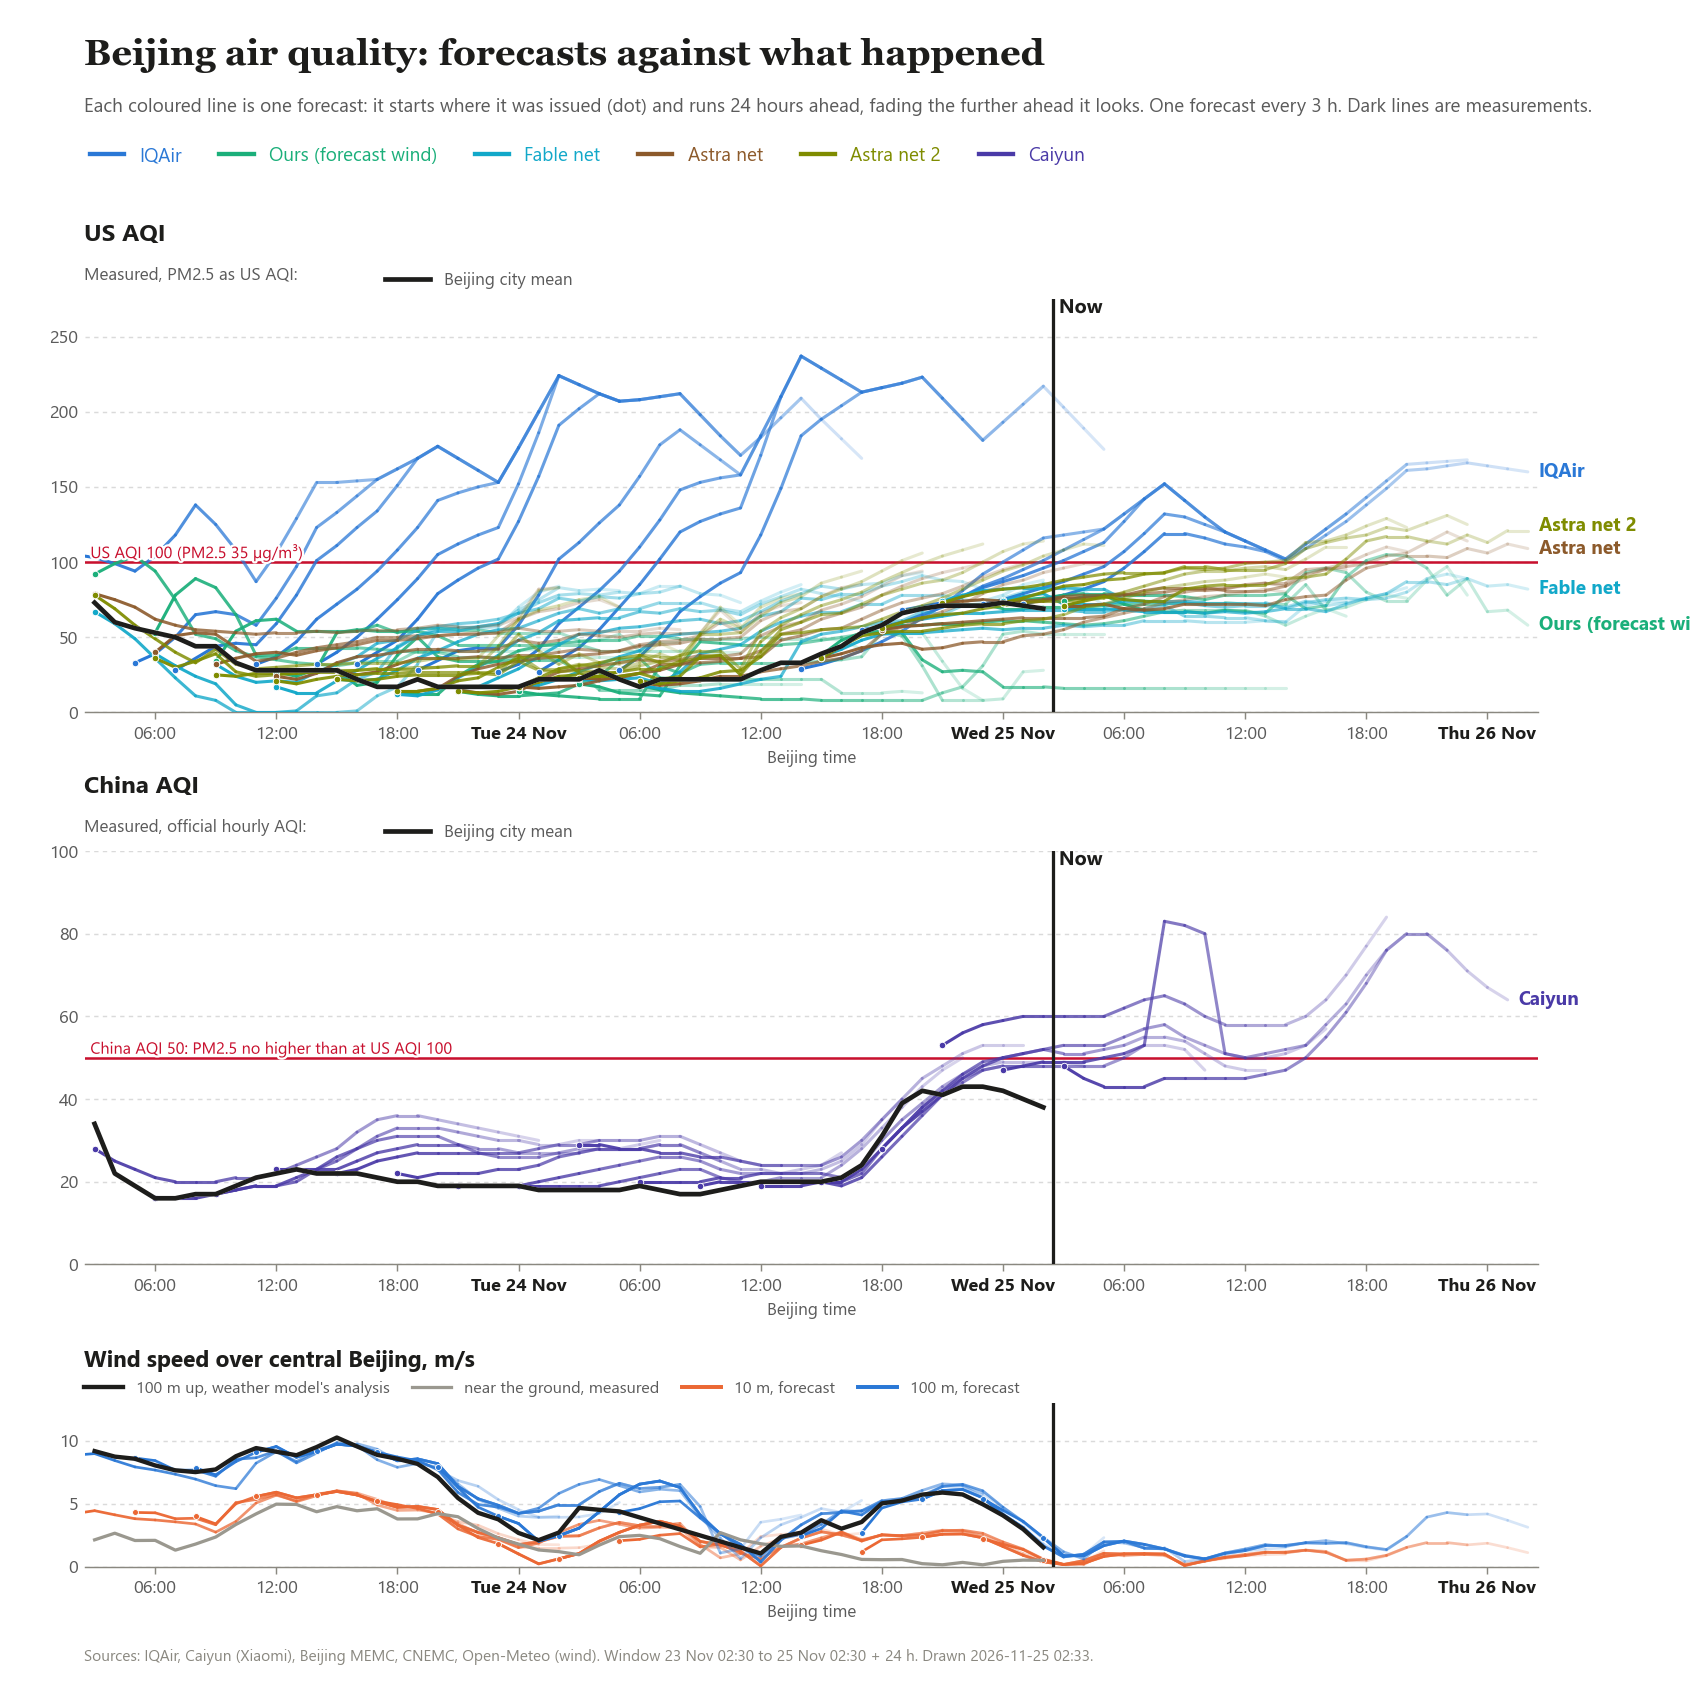 Beijing air quality: forecasts against what happened
Each coloured line is one forecast: it starts where it was issued (dot) and runs 24 hours ahead, fading the further ahead it looks. One forecast every 3 h. Dark lines are measurements.
IQAir Ours (forecast wind) Fable net Astra net Astra net 2 Caiyun
US AQI
Measured, PM2.5 as US AQI: Beijing city mean
Now
250
200
150
100
50
0
US AQI 100 (PM2.5 35 µg/m³)
IQAir
Astra net 2
Astra net
Fable net
Ours (forecast wi
06:00 12:00 18:00 Tue 24 Nov 06:00 12:00 18:00 Wed 25 Nov 06:00 12:00 18:00 Thu 26 Nov
Beijing time
China AQI
Measured, official hourly AQI: Beijing city mean
Now
100
80
60
40
20
0
China AQI 50: PM2.5 no higher than at US AQI 100
Caiyun
06:00 12:00 18:00 Tue 24 Nov 06:00 12:00 18:00 Wed 25 Nov 06:00 12:00 18:00 Thu 26 Nov
Beijing time
Wind speed over central Beijing, m/s
100 m up, weather model's analysis near the ground, measured 10 m, forecast 100 m, forecast
10
5
0
06:00 12:00 18:00 Tue 24 Nov 06:00 12:00 18:00 Wed 25 Nov 06:00 12:00 18:00 Thu 26 Nov
Beijing time
Sources: IQAir, Caiyun (Xiaomi), Beijing MEMC, CNEMC, Open-Meteo (wind). Window 23 Nov 02:30 to 25 Nov 02:30 + 24 h. Drawn 2026-11-25 02:33.